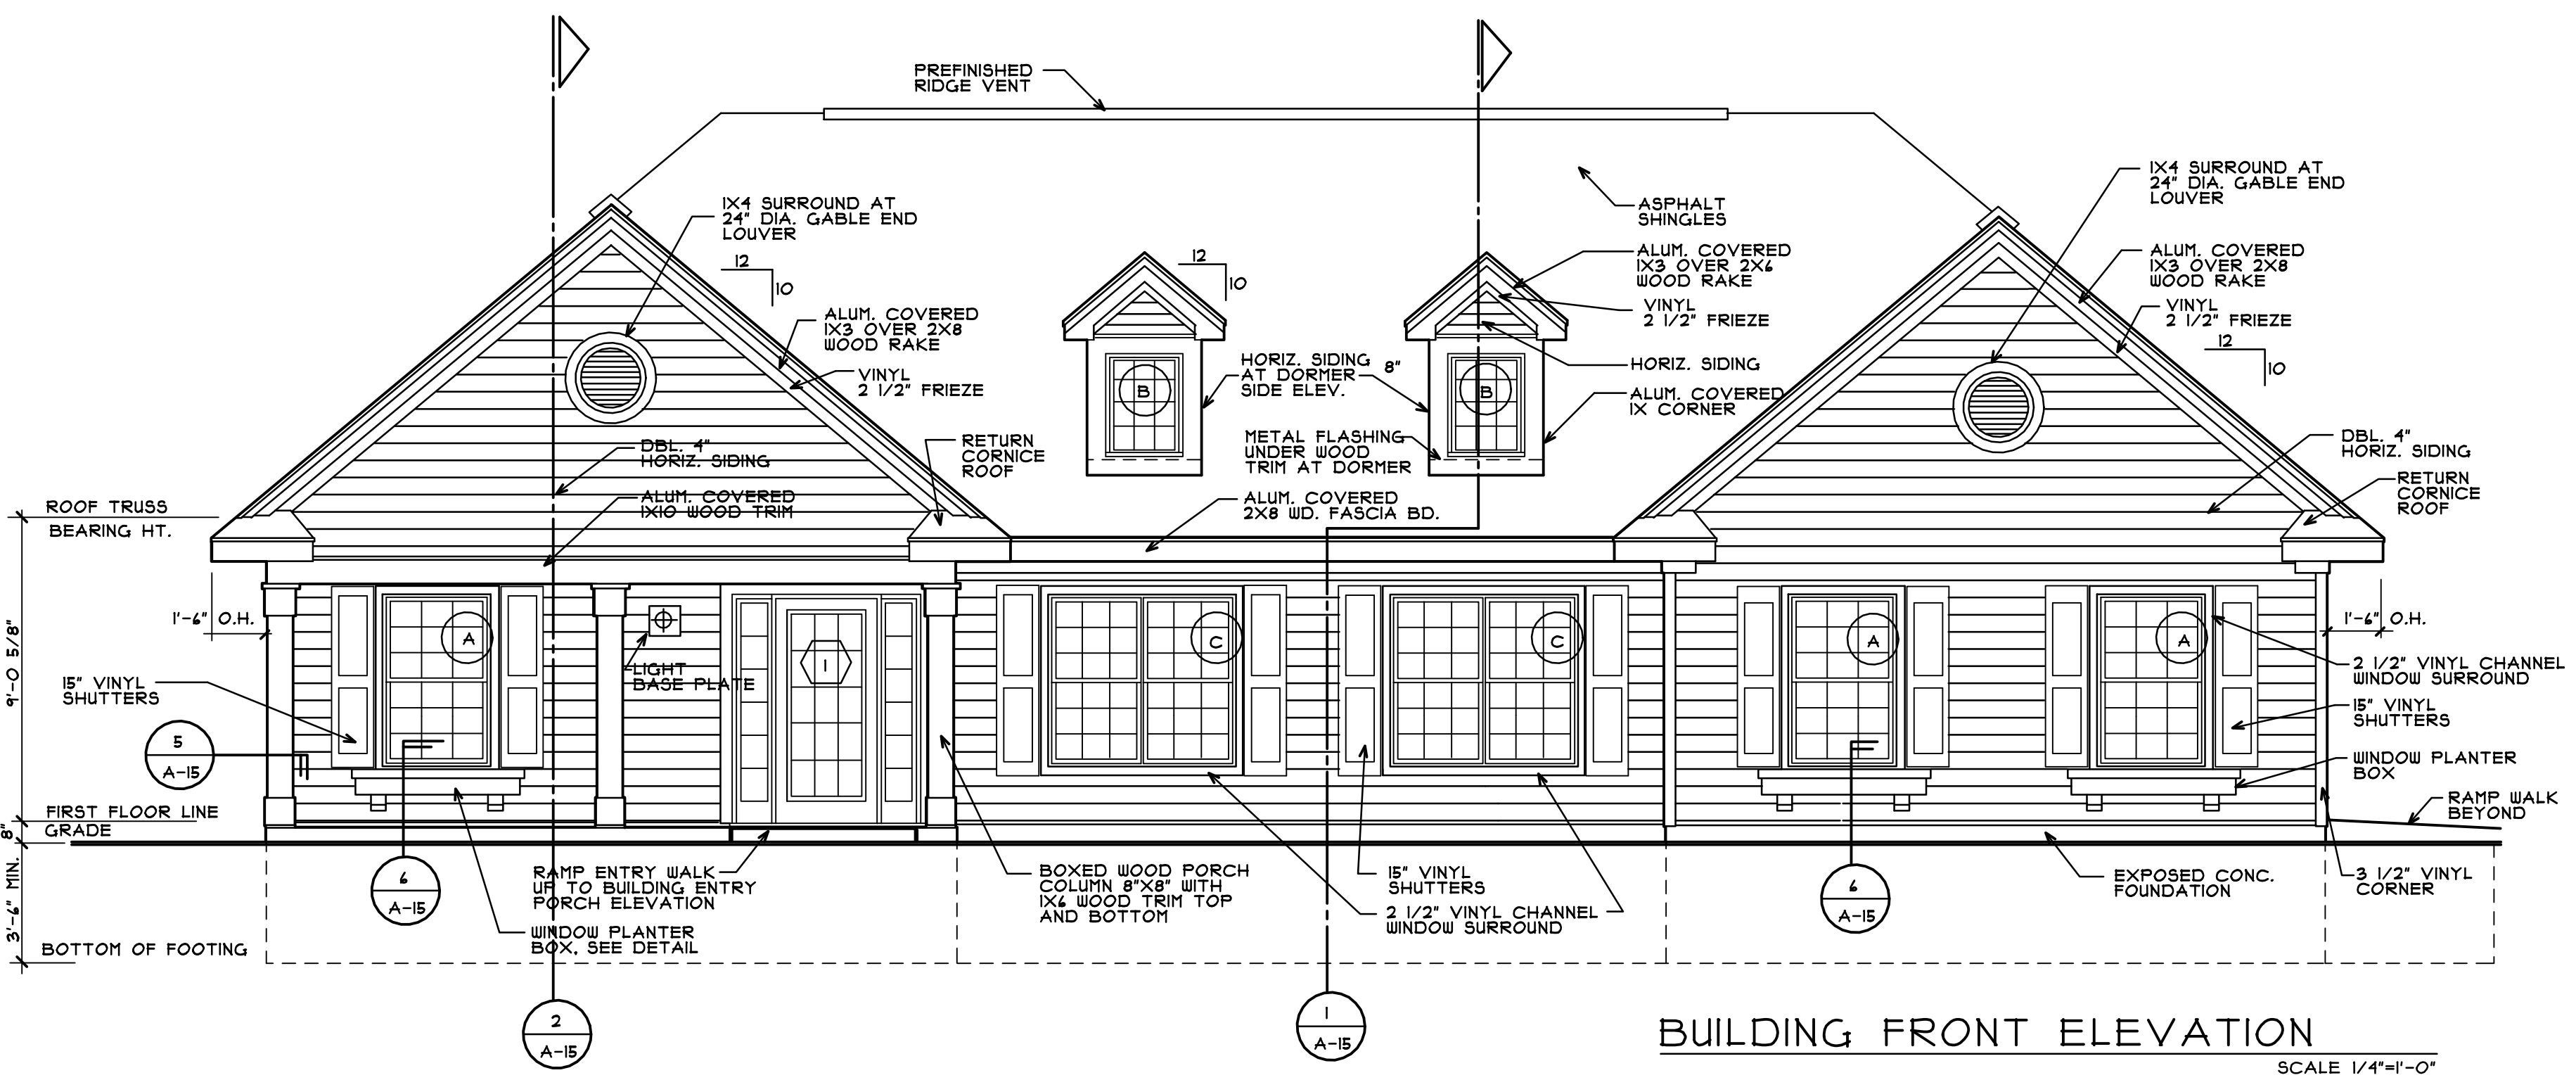 PREFINISHED
RIDGE VENT
1X4 SURROUND AT
24" DIA. GABLE END
LOUVER
12
10
ALUM. COVERED
1X3 OVER 2X8
WOOD RAKE
VINYL
2 1/2" FRIEZE
DBL. 4"
HORIZ. SIDING
ALUM. COVERED
1X10 WOOD TRIM
RETURN
CORNICE
ROOF
12
10
B
HORIZ. SIDING
AT DORMER
SIDE ELEV.
8"
METAL FLASHING
UNDER WOOD
TRIM AT DORMER
ALUM. COVERED
2X8 WD. FASCIA BD.
B
ASPHALT
SHINGLES
ALUM. COVERED
1X3 OVER 2X6
WOOD RAKE
VINYL
2 1/2" FRIEZE
HORIZ. SIDING
ALUM. COVERED
1X CORNER
1X4 SURROUND AT
24" DIA. GABLE END
LOUVER
ALUM. COVERED
1X3 OVER 2X8
WOOD RAKE
VINYL
2 1/2" FRIEZE
12
10
DBL. 4"
HORIZ. SIDING
RETURN
CORNICE
ROOF
ROOF TRUSS
BEARING HT.
1'-6" O.H.
9'-0 5/8"
15" VINYL
SHUTTERS
5
A-15
FIRST FLOOR LINE
GRADE
8"
3'-6" MIN.
BOTTOM OF FOOTING
A
LIGHT
BASE PLATE
1
C
C
A
A
1'-6" O.H.
2 1/2" VINYL CHANNEL
WINDOW SURROUND
15" VINYL
SHUTTERS
WINDOW PLANTER
BOX
RAMP WALK
BEYOND
6
A-15
RAMP ENTRY WALK
UP TO BUILDING ENTRY
PORCH ELEVATION
WINDOW PLANTER
BOX, SEE DETAIL
BOXED WOOD PORCH
COLUMN 8"X8" WITH
1X6 WOOD TRIM TOP
AND BOTTOM
15" VINYL
SHUTTERS
2 1/2" VINYL CHANNEL
WINDOW SURROUND
6
A-15
EXPOSED CONC.
FOUNDATION
3 1/2" VINYL
CORNER
2
A-15
1
A-15
BUILDING FRONT ELEVATION
SCALE 1/4"=1'-0"